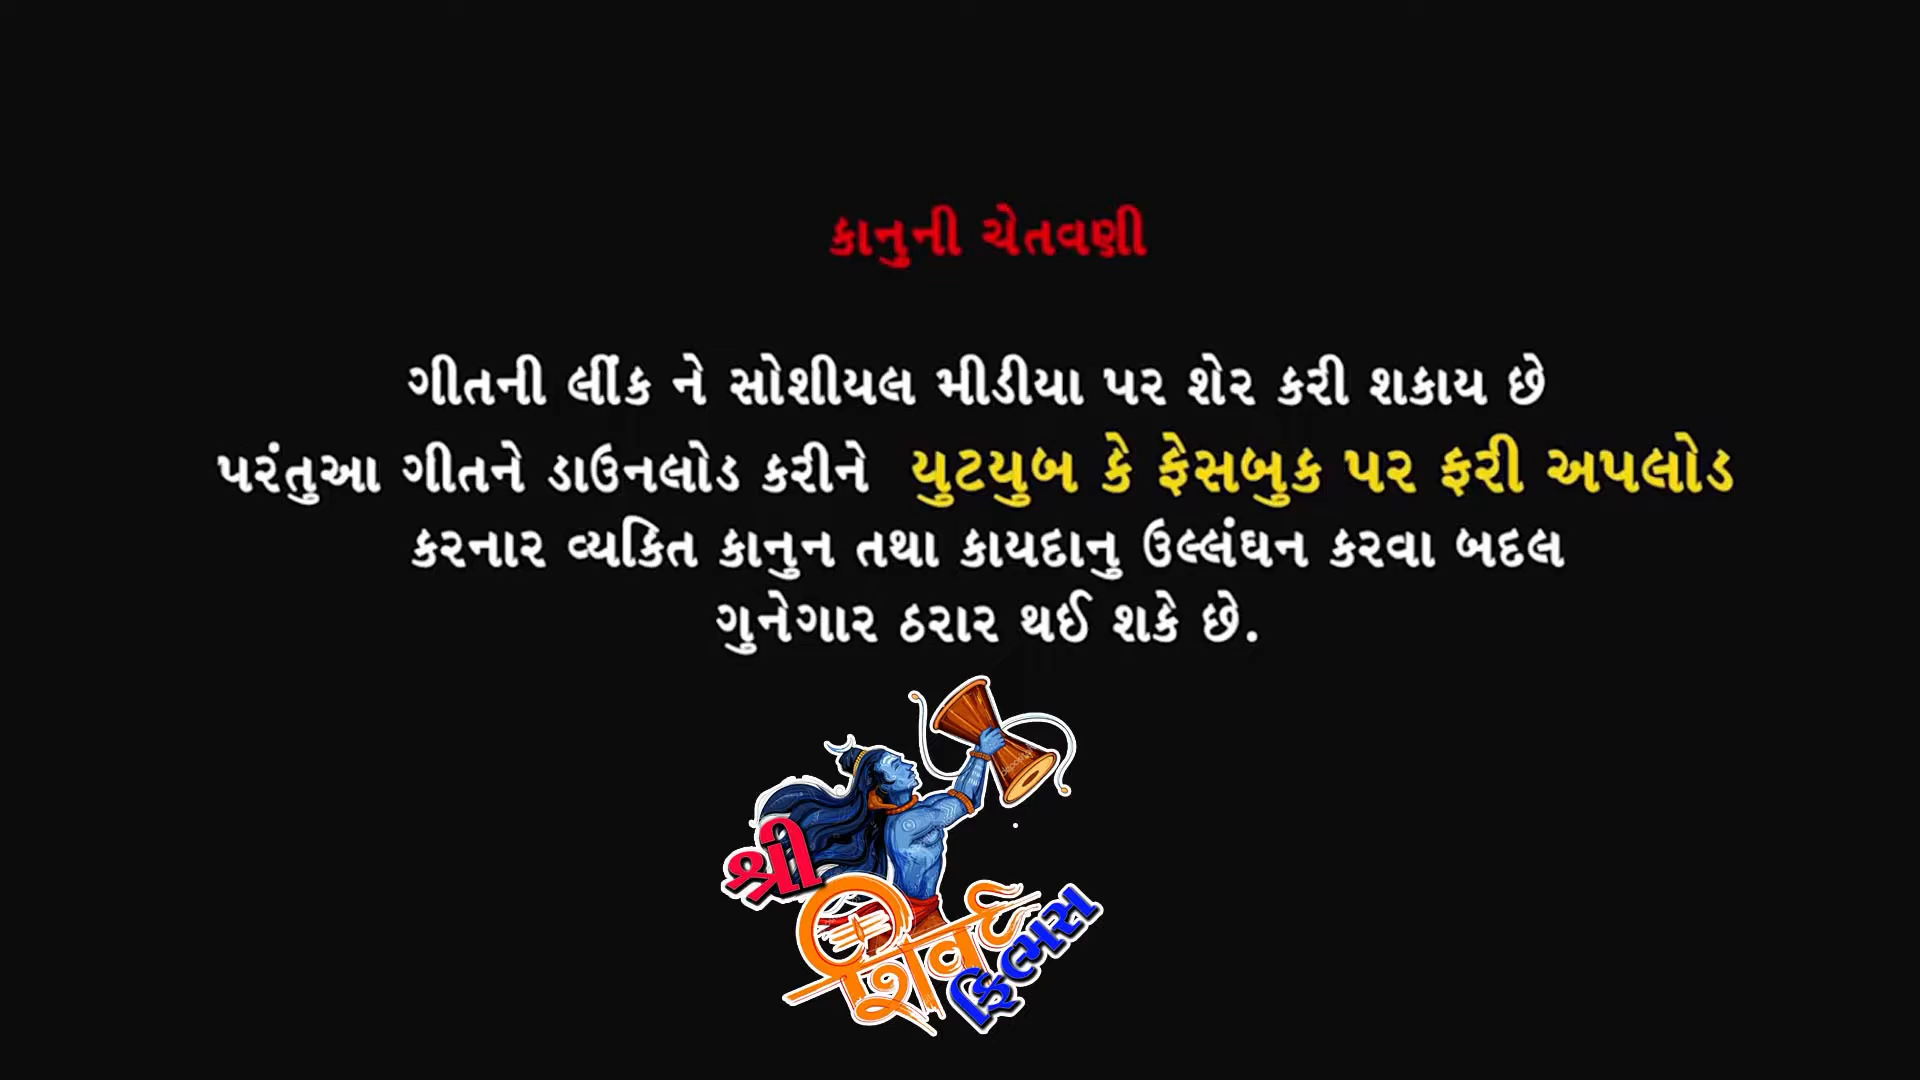 કાનુની ચેતવણી
ગીતની લીંક ને સોશીયલ મીડીયા પર શેર કરી શકાય છે
પરંતુઆ ગીતને ડાઉનલોડ કરીને યુટયુબ કે ફેસબુક પર ફરી અપલોડ
કરનાર વ્યકિત કાનુન તથા કાયદાનુ ઉલ્લંઘન કરવા બદલ
ગુનેગાર ઠરાર થઈ શકે છે.
શ્રી
ફિલ્મસ